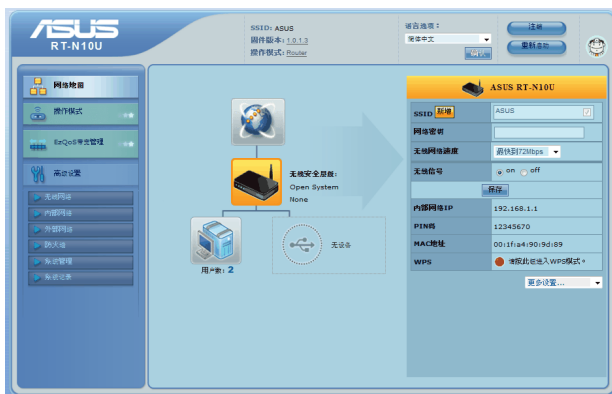 ASUS
RT-N10U
SSID: ASUS
固件版本: 1.0.1.3
操作模式: Router
语言选项:
简体中文
注销
重新启动
网络地图
操作模式
EzQoS带宽管理
高级设置
无线网络
内部网络
外部网络
防火墙
系统管理
系统记录
无线安全层级:
Open System
None
用户数: 2
无设备
ASUS RT-N10U
SSID 新增
ASUS
网络密钥
无线网络速度
最快到72Mbps
无线信号
on off
保存
内部网络IP
192.168.1.1
PIN码
12345670
MAC地址
00:1f:a4:90:9d:89
WPS
请按此钮进入WPS模式。
更多设置...